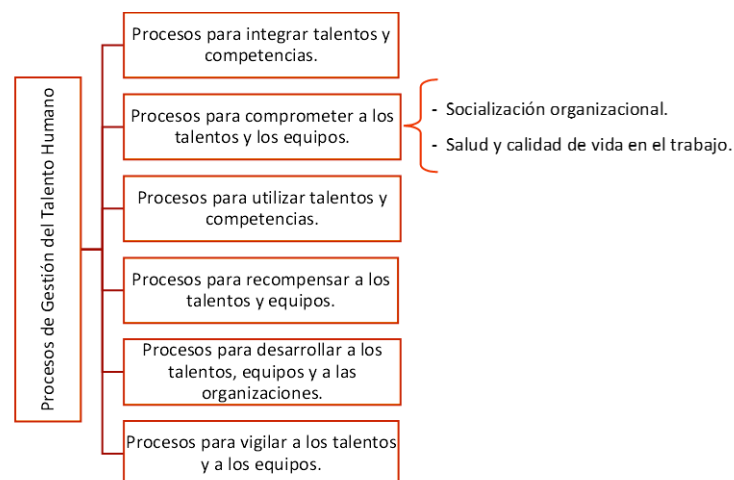 Procesos de Gestión del Talento Humano
Procesos para integrar talentos y
competencias.
Procesos para comprometer a los
talentos y los equipos.
- Socialización organizacional.
- Salud y calidad de vida en el trabajo.
Procesos para utilizar talentos y
competencias.
Procesos para recompensar a los
talentos y equipos.
Procesos para desarrollar a los
talentos, equipos y a las
organizaciones.
Procesos para vigilar a los talentos
y a los equipos.